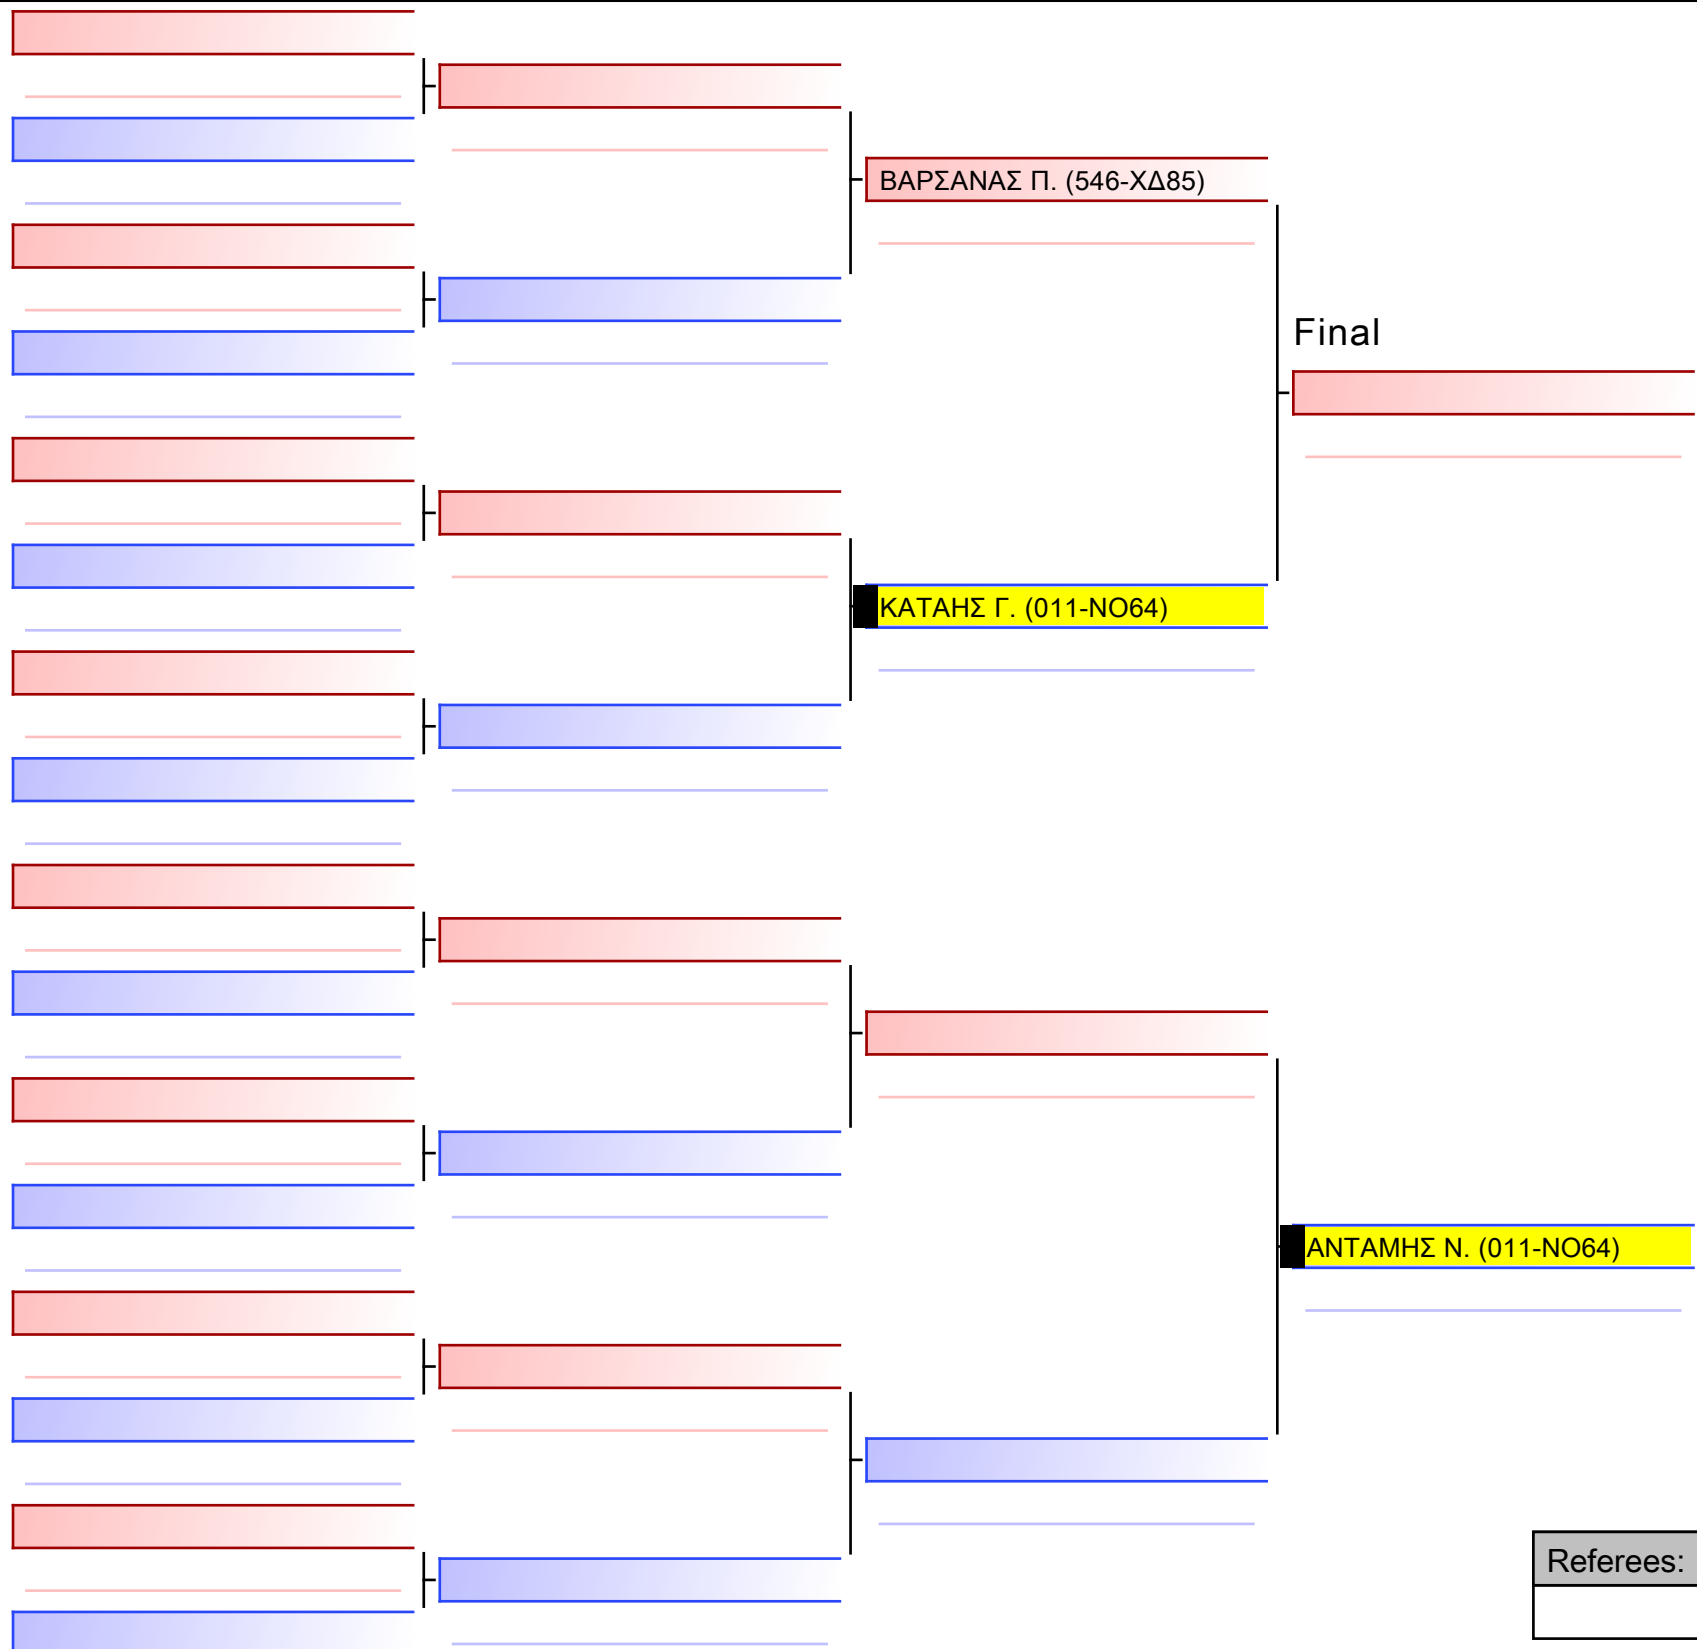 ΒΑΡΣΑΝΑΣ Π. (546-ΧΔ85)
Final
ΚΑΤΑΗΣ Γ. (011-ΝΟ64)
ΑΝΤΑΜΗΣ Ν. (011-ΝΟ64)
Referees: